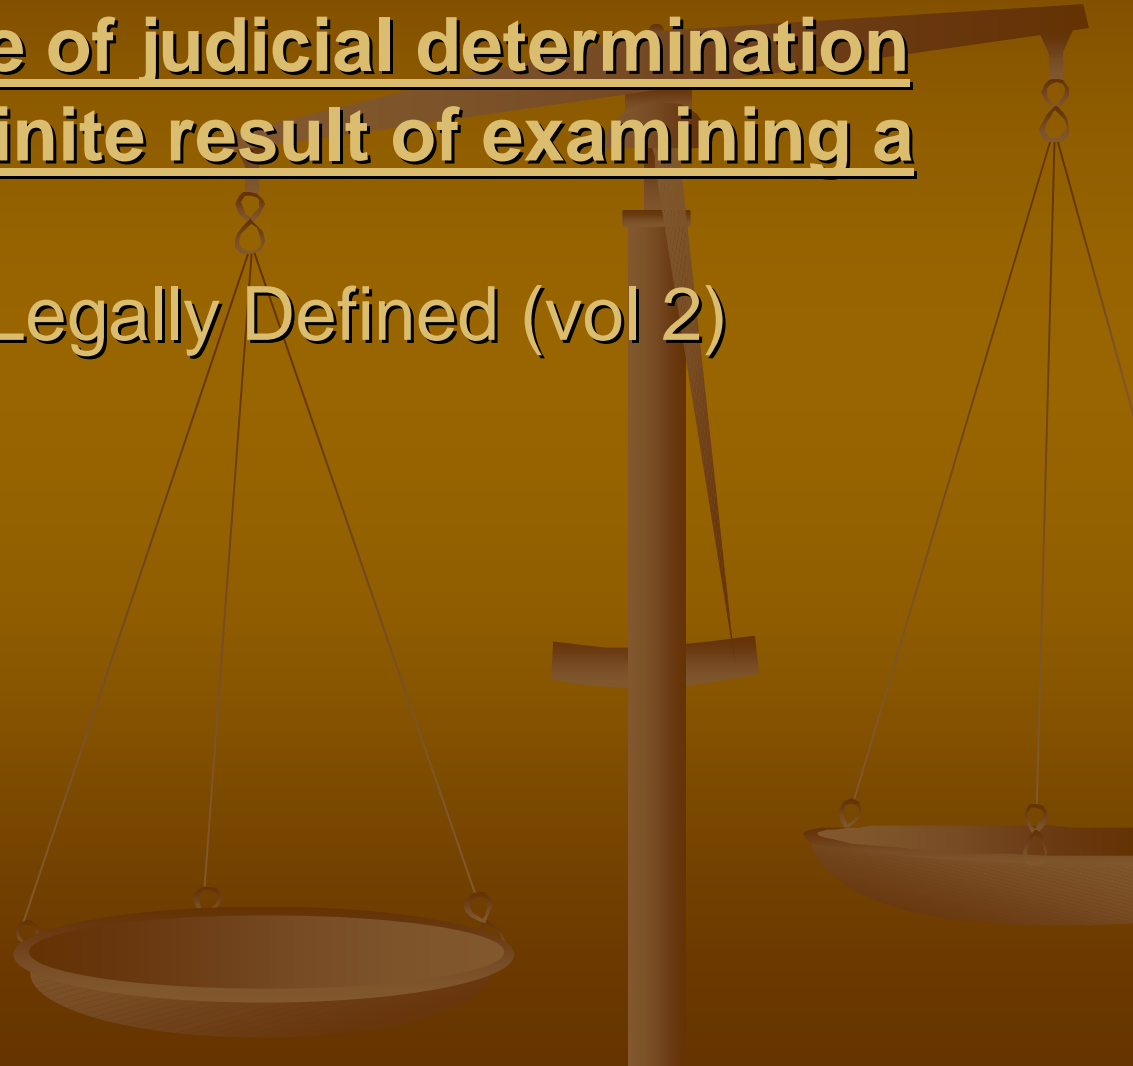 e of judicial determination
inite result of examining a
Legally Defined (vol 2)